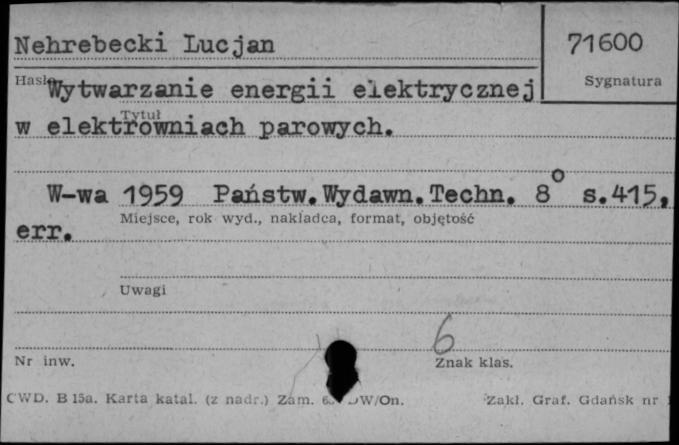 Nehrebecki Lucjan
71600
Hasło
Sygnatura
Wytwarzanie energii elektrycznej
Tytuł
w elektrowniach parowych.
W-wa 1959 Państw.Wydawn.Techn. 8° s.415,
Miejsce, rok wyd., nakładca, format, objętość
err.
Uwagi
6
Nr inw.
Znak klas.
CWD. B 15a. Karta katal. (z nadr.) Zam. W/On.
Zakł. Graf. Gdańsk nr